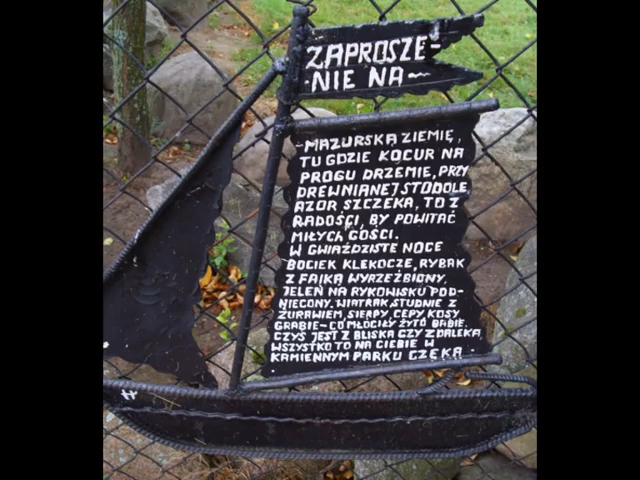 ZAPROSZE-
-NIE NA-
-MAZURSKĄ ZIEMIĘ,
TU GDZIE KOCUR NA
PROGU DRZEMIE, PRZY
DREWNIANEJ STODOLE,
AZOR SZCZEKA, TO Z
RADOŚCI, BY POWITAĆ
MIŁYCH GOŚCI.
W GWIAŹDZISTE NOCE
BOCIEK KLEKOCZE, RYBAK
Z FAJKĄ WYRZEŹBIONY,
JELEŃ NA RYKOWISKU POD-
NIECONY. WIATRAK, STUDNIE Z
ŻURAWIEM, SIERPY, CEPY KOSY
GRABIE-CO MŁÓCIŁY ŻYTO BABIE.
CZYŚ JEST Z BLISKA CZY Z DALEKA,
WSZYSTKO TO NA CIEBIE W
KAMIENNYM PARKU CZEKA.